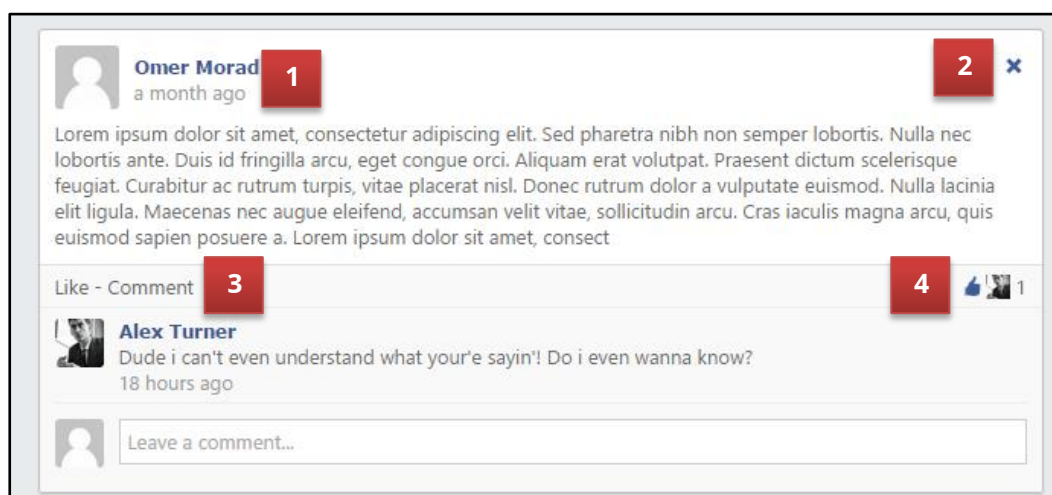 Omer Morad
1
2
a month ago
Lorem ipsum dolor sit amet, consectetur adipiscing elit. Sed pharetra nibh non semper lobortis. Nulla nec
lobortis ante. Duis id fringilla arcu, eget congue orci. Aliquam erat volutpat. Praesent dictum scelerisque
feugiat. Curabitur ac rutrum turpis, vitae placerat nisl. Donec rutrum dolor a vulputate euismod. Nulla lacinia
elit ligula. Maecenas nec augue eleifend, accumsan velit vitae, sollicitudin arcu. Cras iaculis magna arcu, quis
euismod sapien posuere a. Lorem ipsum dolor sit amet, consect
Like - Comment
3
4
1
Alex Turner
Dude i can't even understand what your'e sayin'! Do i even wanna know?
18 hours ago
Leave a comment...